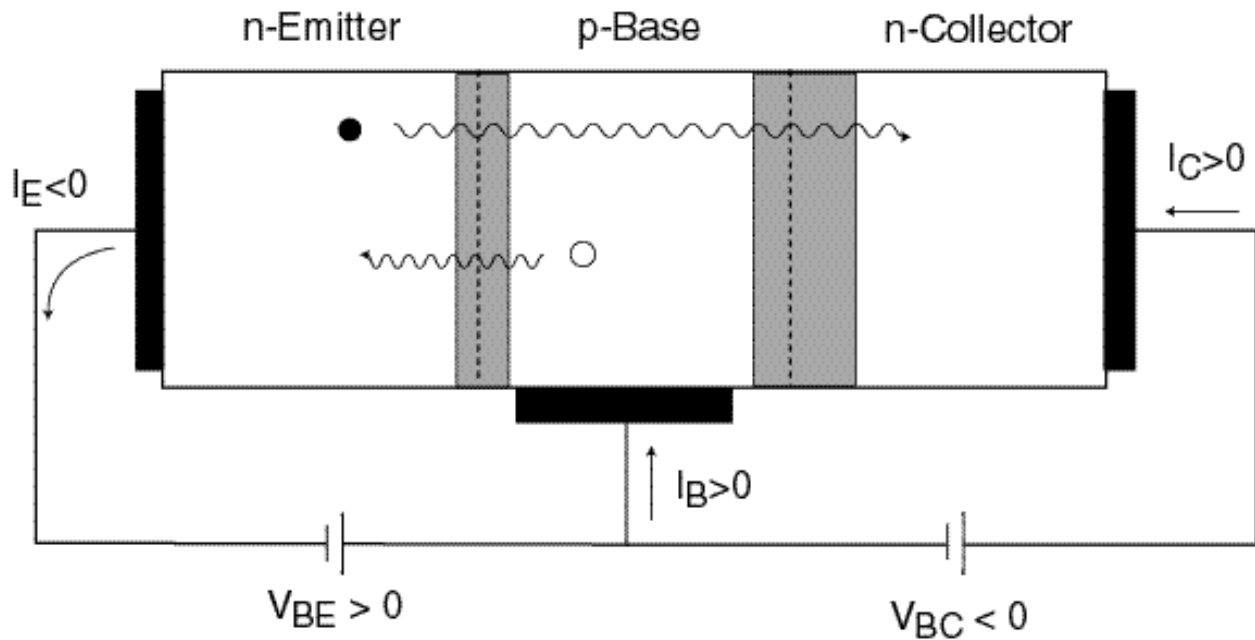 n-Emitter p-Base n-Collector
I_E<0
I_C>0
I_B>0
V_BE > 0
V_BC < 0